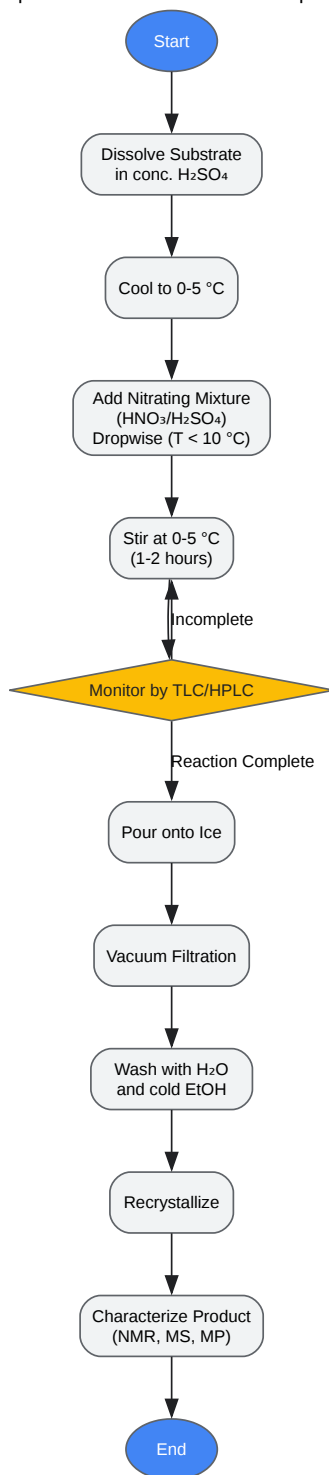 Start
Dissolve Substrate
in conc. H₂SO₄
Cool to 0-5 °C
Add Nitrating Mixture
(HNO₃/H₂SO₄)
Dropwise (T < 10 °C)
Stir at 0-5 °C
(1-2 hours)
Incomplete
Monitor by TLC/HPLC
Reaction Complete
Pour onto Ice
Vacuum Filtration
Wash with H₂O
and cold EtOH
Recrystallize
Characterize Product
(NMR, MS, MP)
End